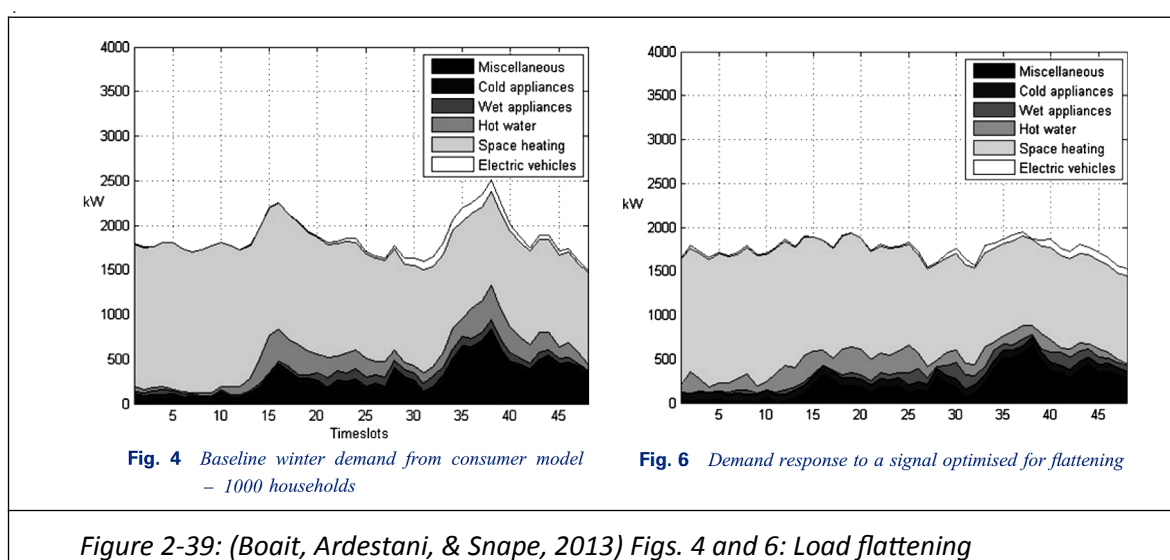 .
4000
3500
3000
2500
kW
2000
1500
1000
500
0
5
10
15
20
25
30
35
40
45
Timeslots
Miscellaneous
Cold appliances
Wet appliances
Hot water
Space heating
Electric vehicles
Fig. 4 Baseline winter demand from consumer model
– 1000 households
4000
3500
3000
2500
kW
2000
1500
1000
500
0
5
10
15
20
25
30
35
40
45
Miscellaneous
Cold appliances
Wet appliances
Hot water
Space heating
Electric vehicles
Fig. 6 Demand response to a signal optimised for flattening
Figure 2-39: (Boait, Ardestani, & Snape, 2013) Figs. 4 and 6: Load flattening